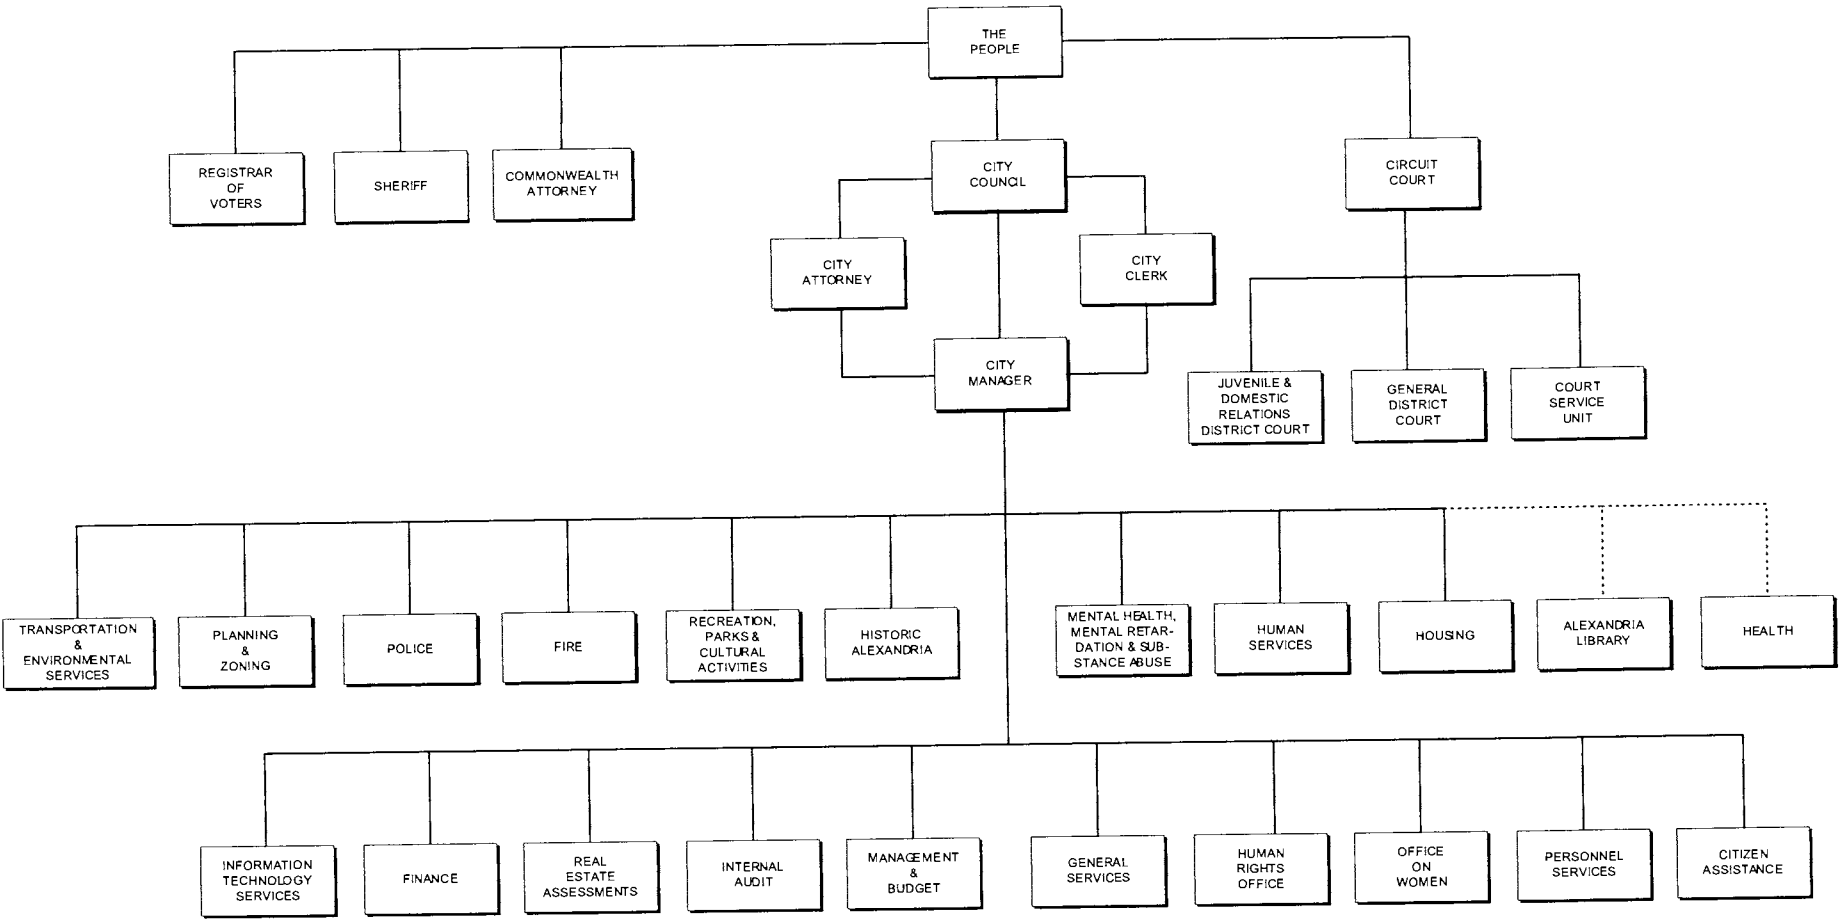 THE
PEOPLE
REGISTRAR
OF
VOTERS
SHERIFF
COMMONWEALTH
ATTORNEY
CITY
COUNCIL
CIRCUIT
COURT
CITY
ATTORNEY
CITY
CLERK
CITY
MANAGER
JUVENILE &
DOMESTIC
RELATIONS
DISTRICT COURT
GENERAL
DISTRICT
COURT
COURT
SERVICE
UNIT
TRANSPORTATION
&
ENVIRONMENTAL
SERVICES
PLANNING
&
ZONING
POLICE
FIRE
RECREATION,
PARKS &
CULTURAL
ACTIVITIES
HISTORIC
ALEXANDRIA
MENTAL HEALTH,
MENTAL RETAR-
DATION & SUB-
STANCE ABUSE
HUMAN
SERVICES
HOUSING
ALEXANDRIA
LIBRARY
HEALTH
INFORMATION
TECHNOLOGY
SERVICES
FINANCE
REAL
ESTATE
ASSESSMENTS
INTERNAL
AUDIT
MANAGEMENT
&
BUDGET
GENERAL
SERVICES
HUMAN
RIGHTS
OFFICE
OFFICE
ON
WOMEN
PERSONNEL
SERVICES
CITIZEN
ASSISTANCE